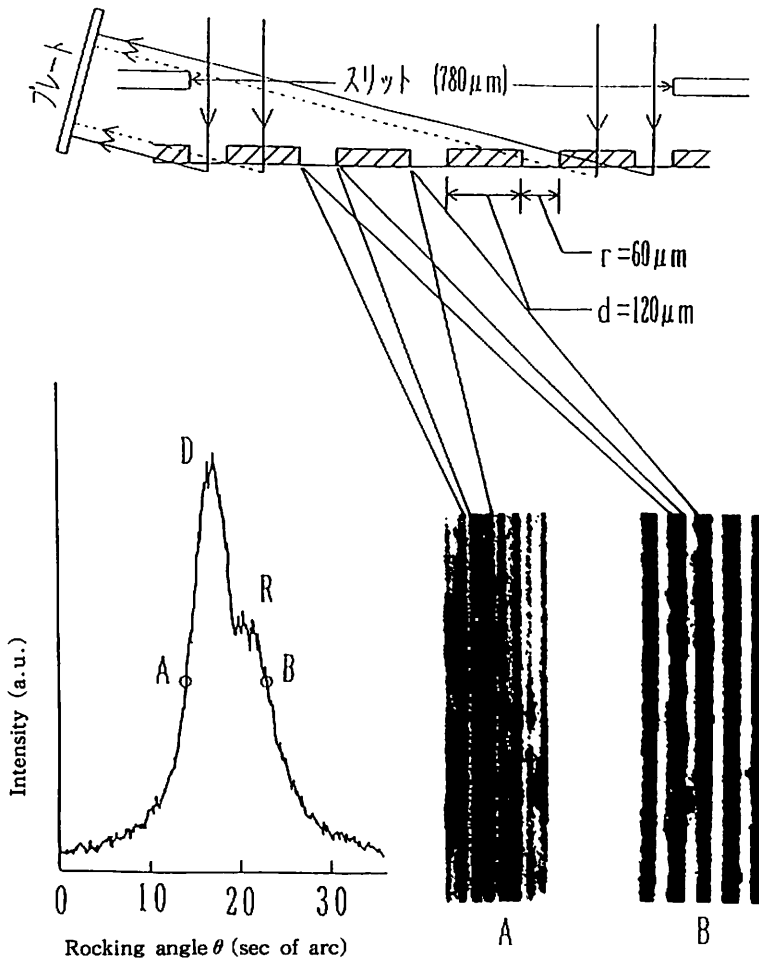 プレート
スリット (780μm)
r=60μm
d=120μm
D
R
A
B
Intensity (a.u.)
0 10 20 30
Rocking angle θ (sec of arc)
A
B